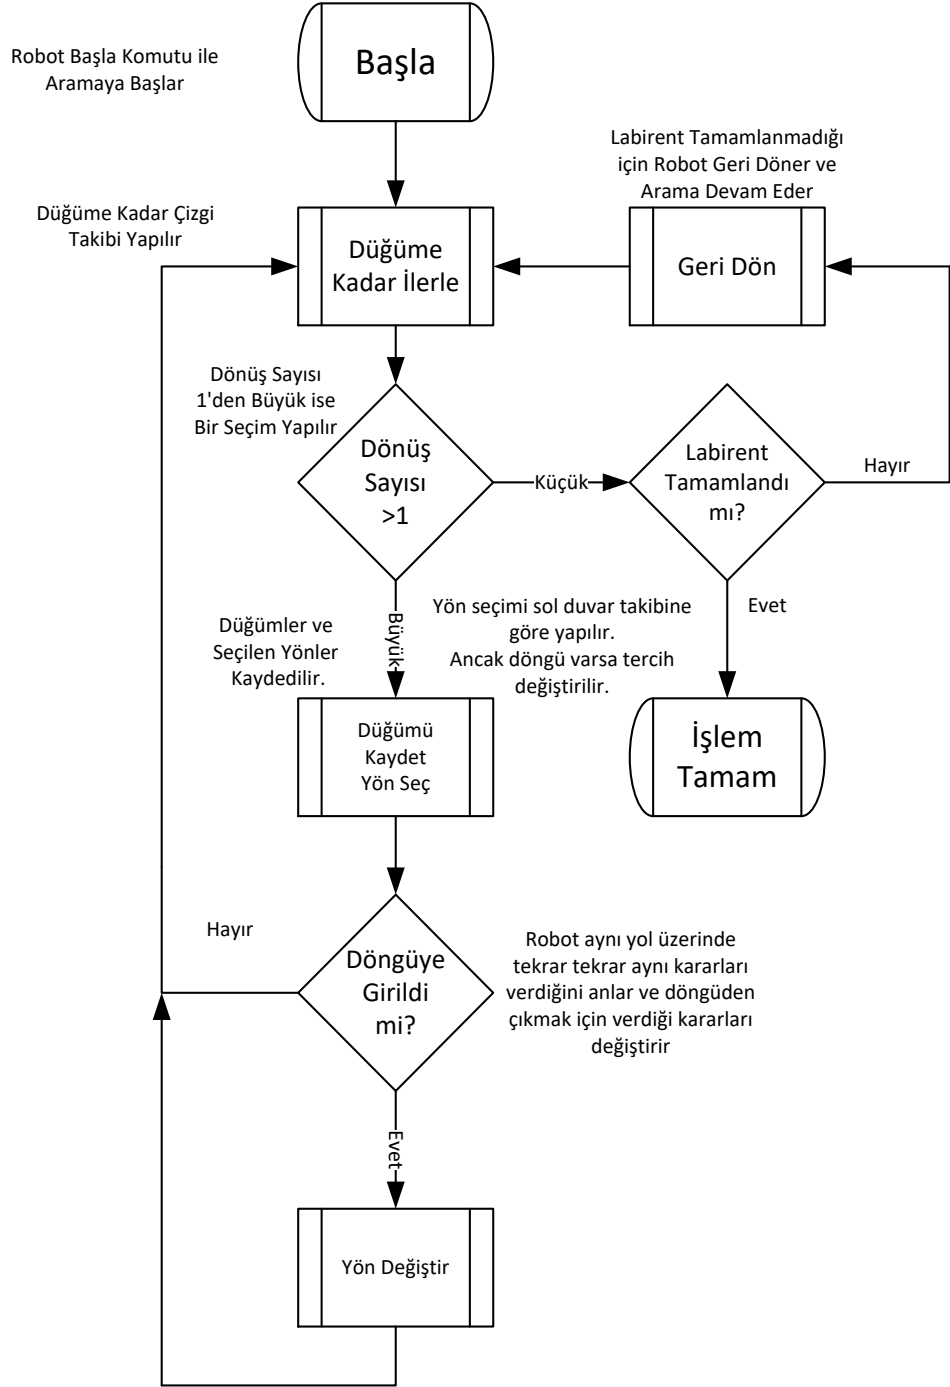 Başla
Robot Başla Komutu ile
Aramaya Başlar
Labirent Tamamlanmadığı
için Robot Geri Döner ve
Arama Devam Eder
Düğüme Kadar Çizgi
Takibi Yapılır
Düğüme
Kadar İlerle
Geri Dön
Dönüş Sayısı
1'den Büyük ise
Bir Seçim Yapılır
Dönüş
Sayısı
>1
Küçük
Labirent
Tamamlandı
mı?
Hayır
Büyük
Evet
Düğümler ve
Seçilen Yönler
Kaydedilir.
Yön seçimi sol duvar takibine
göre yapılır.
Ancak döngü varsa tercih
değiştirilir.
Düğümü
Kaydet
Yön Seç
İşlem
Tamam
Hayır
Döngüye
Girildi
mi?
Robot aynı yol üzerinde
tekrar tekrar aynı kararları
verdiğini anlar ve döngüden
çıkmak için verdiği kararları
değiştirir
Evet
Yön Değiştir